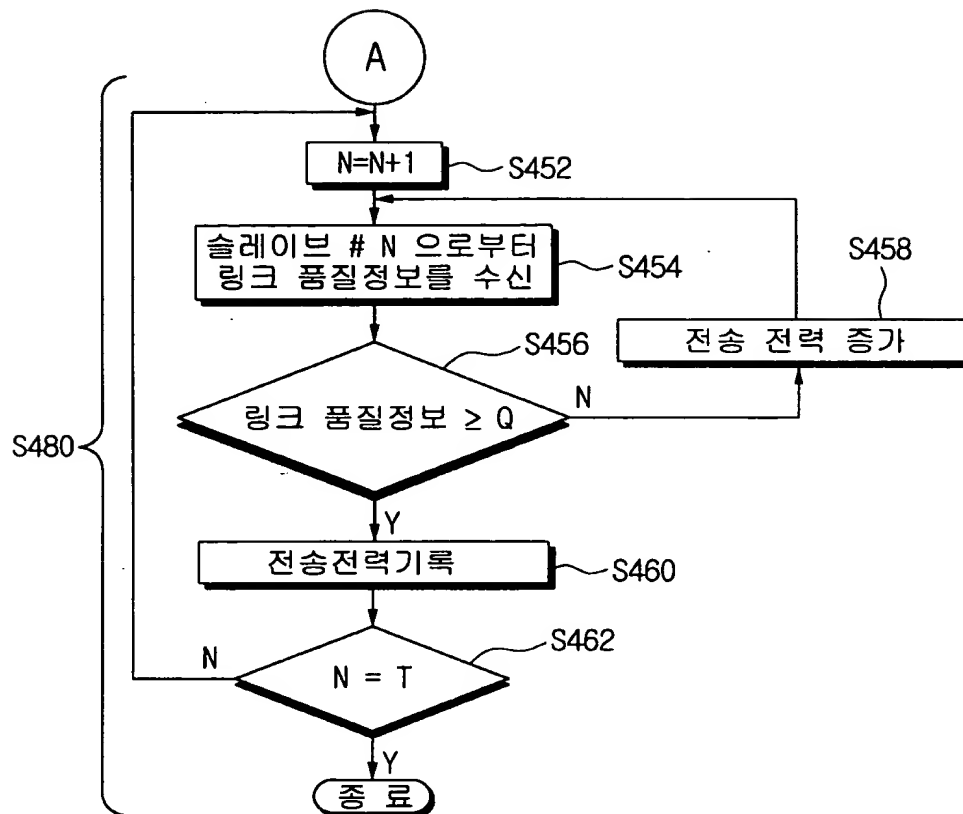 A
N=N+1
S452
슬레이브 # N 으로부터
링크 품질정보를 수신
S454
S458
전송 전력 증가
S456
링크 품질정보 ≥ Q
N
S480
Y
전송전력기록
S460
S462
N
N = T
Y
종료